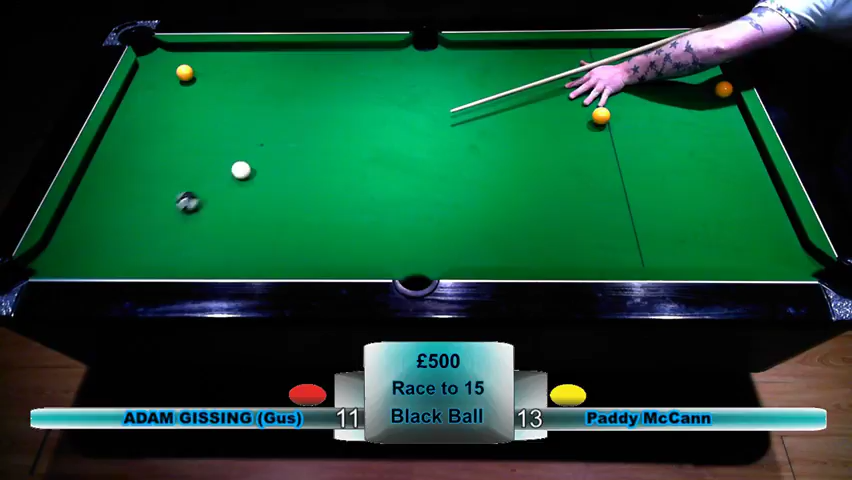 £500
Race to 15
Black Ball
ADAM GISSING (Gus) 11
13 Paddy McCann